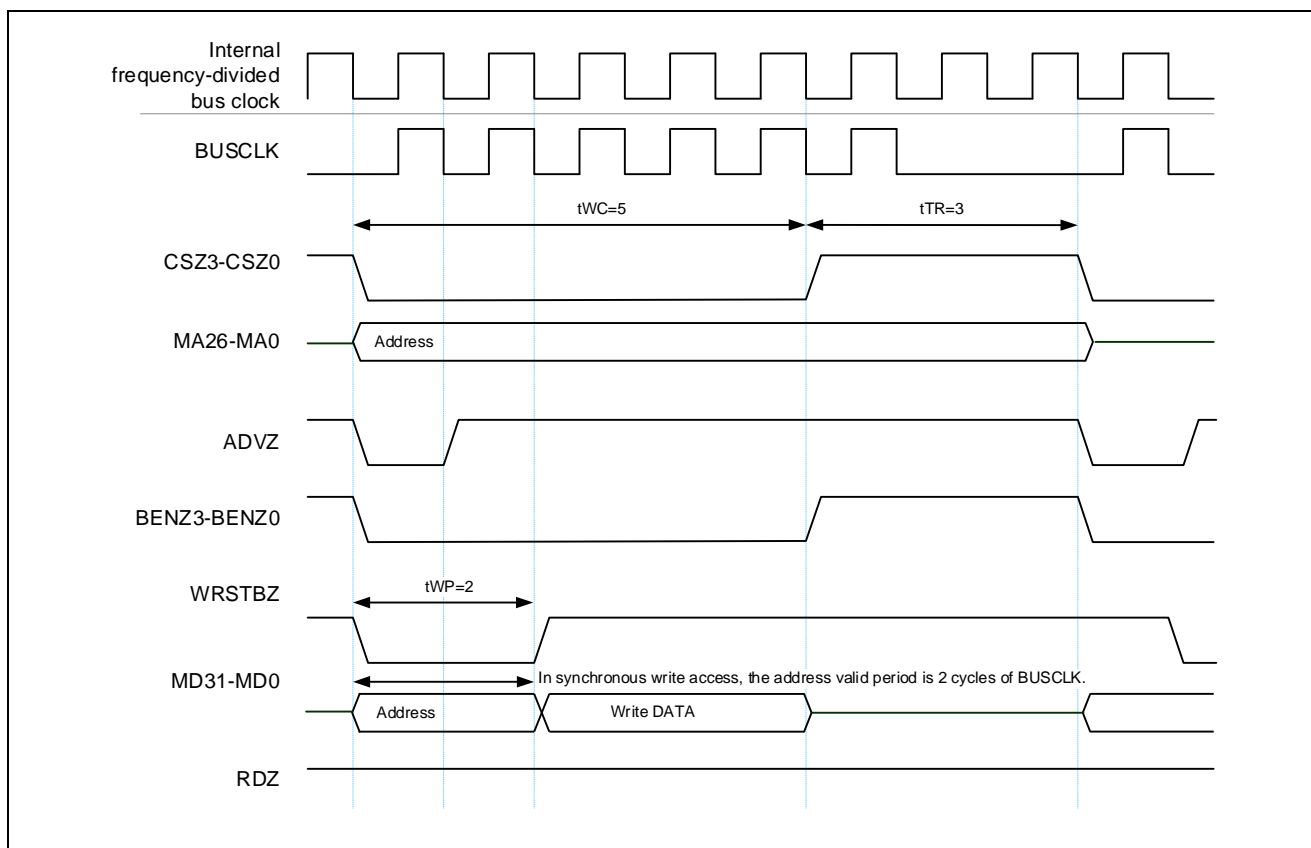 Internal
frequency-divided
bus clock
BUSCLK
tWC=5
tTR=3
CSZ3-CSZ0
MA26-MA0
Address
ADVZ
BENZ3-BENZ0
WRSTBZ
tWP=2
MD31-MD0
In synchronous write access, the address valid period is 2 cycles of BUSCLK.
Address
Write DATA
RDZ